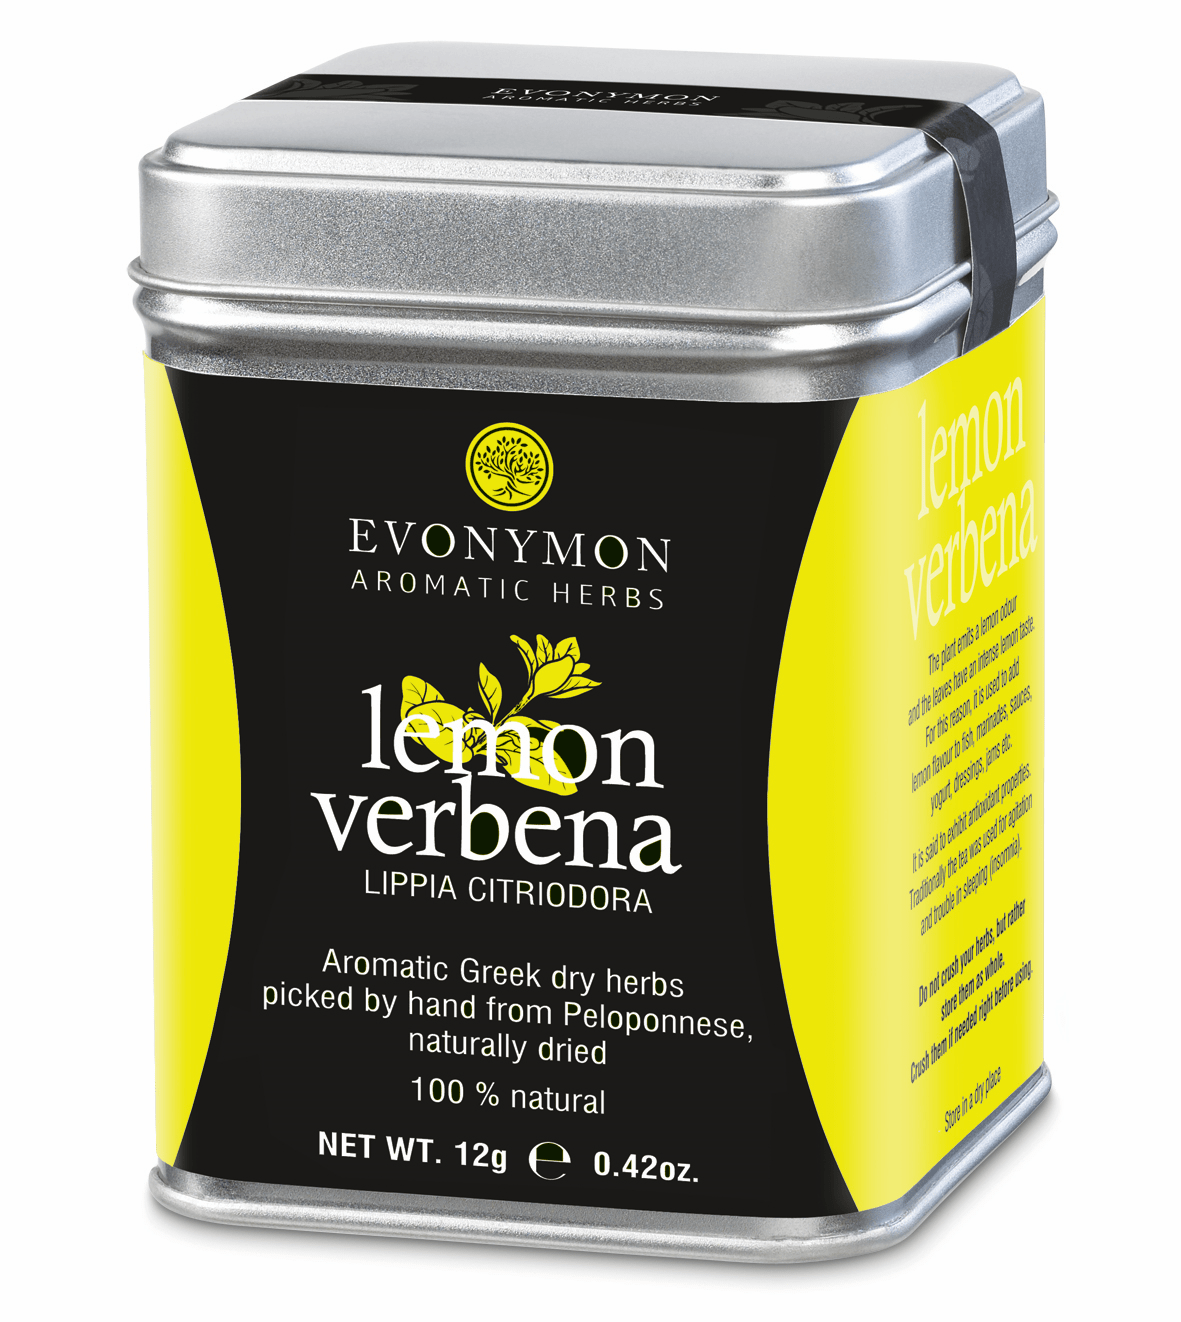 EVONYMON
AROMATIC HERBS
EVONYMON
AROMATIC HERBS
lemon
verbena
LIPPIA CITRIODORA
Aromatic Greek dry herbs
picked by hand from Peloponnese,
naturally dried
100 % natural
NET WT. 12g ℮ 0.42oz.
lemon
verbena
The plant emits a lemon odour
and the leaves have an intense lemon taste.
For this reason, it is used to add
lemon flavour to fish, marinades, sauces,
yogurt, dressings, jams etc.
It is said to exhibit antioxidant properties.
Traditionally the tea was used for agitation
and trouble in sleeping (insomnia).
Do not crush your herbs, but rather
store them as whole.
Crush them if needed right before using.
Store in a dry place